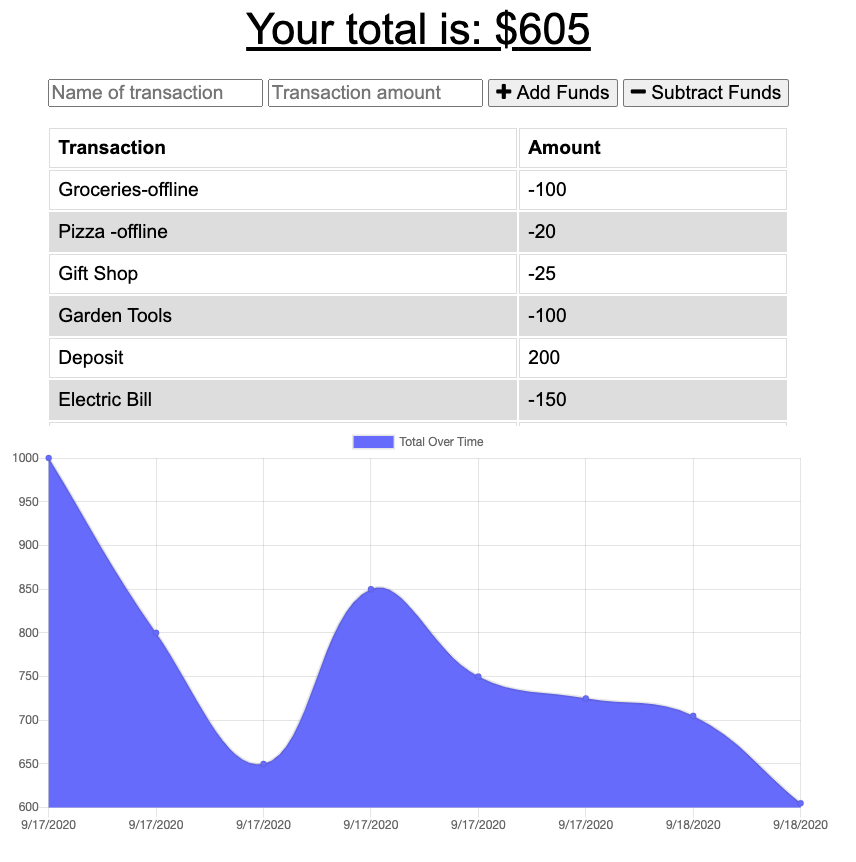 Your total is: $605
Name of transaction Transaction amount + Add Funds − Subtract Funds
Transaction Amount
Groceries-offline -100
Pizza -offline -20
Gift Shop -25
Garden Tools -100
Deposit 200
Electric Bill -150
Total Over Time
1000
950
900
850
800
750
700
650
600
9/17/2020 9/17/2020 9/17/2020 9/17/2020 9/17/2020 9/17/2020 9/18/2020 9/18/2020